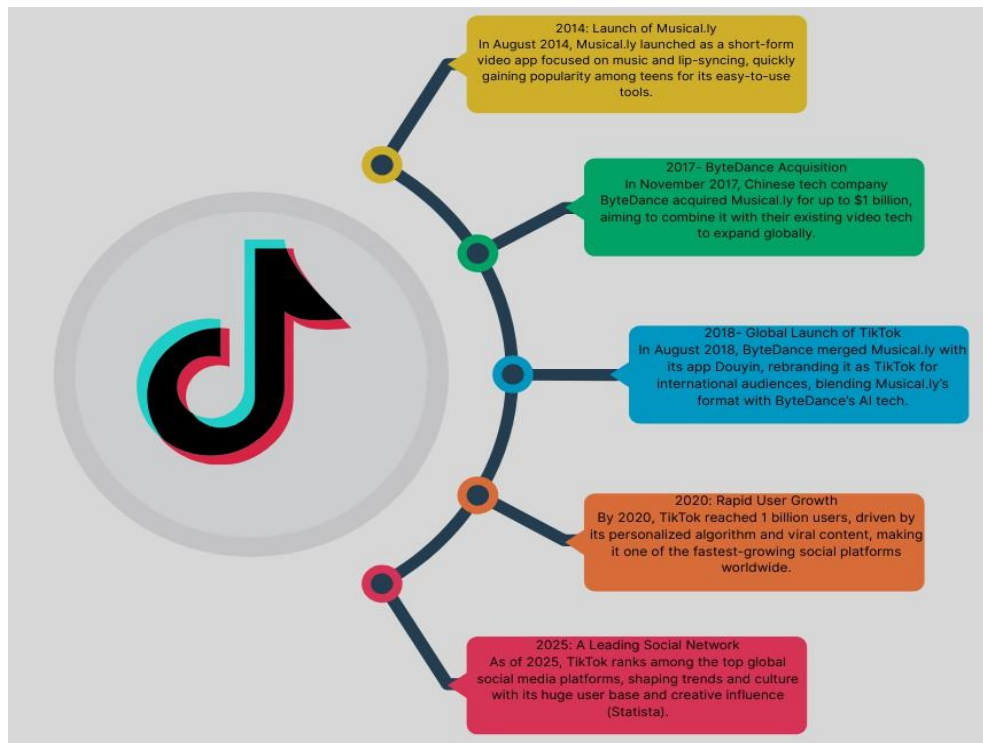 2014: Launch of Musical.ly
In August 2014, Musical.ly launched as a short-form
video app focused on music and lip-syncing, quickly
gaining popularity among teens for its easy-to-use
tools.
2017- ByteDance Acquisition
In November 2017, Chinese tech company
ByteDance acquired Musical.ly for up to $1 billion,
aiming to combine it with their existing video tech
to expand globally.
2018- Global Launch of TikTok
In August 2018, ByteDance merged Musical.ly with
its app Douyin, rebranding it as TikTok for
international audiences, blending Musical.ly's
format with ByteDance's AI tech.
2020: Rapid User Growth
By 2020, TikTok reached 1 billion users, driven by
its personalized algorithm and viral content, making
it one of the fastest-growing social platforms
worldwide.
2025: A Leading Social Network
As of 2025, TikTok ranks among the top global
social media platforms, shaping trends and culture
with its huge user base and creative influence
(Statista).